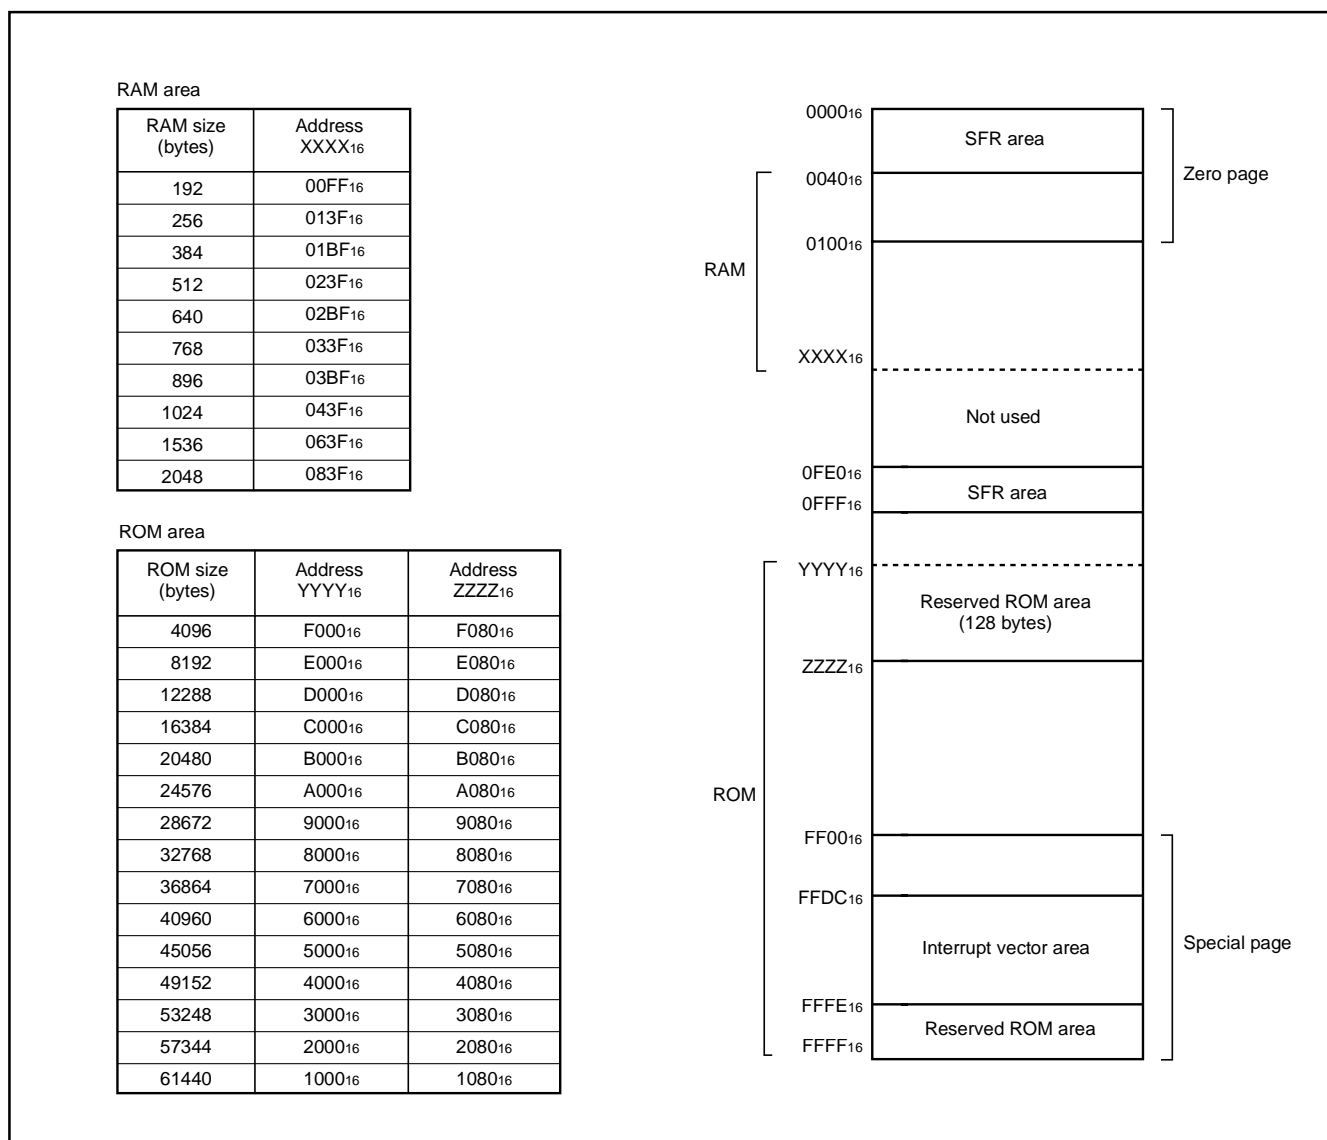 RAM area
RAM size
(bytes)
Address
XXXX16
192 00FF16
256 013F16
384 01BF16
512 023F16
640 02BF16
768 033F16
896 03BF16
1024 043F16
1536 063F16
2048 083F16
ROM area
ROM size
(bytes)
Address
YYYY16
Address
ZZZZ16
4096 F00016 F08016
8192 E00016 E08016
12288 D00016 D08016
16384 C00016 C08016
20480 B00016 B08016
24576 A00016 A08016
28672 900016 908016
32768 800016 808016
36864 700016 708016
40960 600016 608016
45056 500016 508016
49152 400016 408016
53248 300016 308016
57344 200016 208016
61440 100016 108016
000016
SFR area
004016
Zero page
010016
RAM
XXXX16
Not used
0FE016
SFR area
0FFF16
YYYY16
Reserved ROM area
(128 bytes)
ZZZZ16
ROM
FF0016
FFDC16
Interrupt vector area
Special page
FFFE16
Reserved ROM area
FFFF16